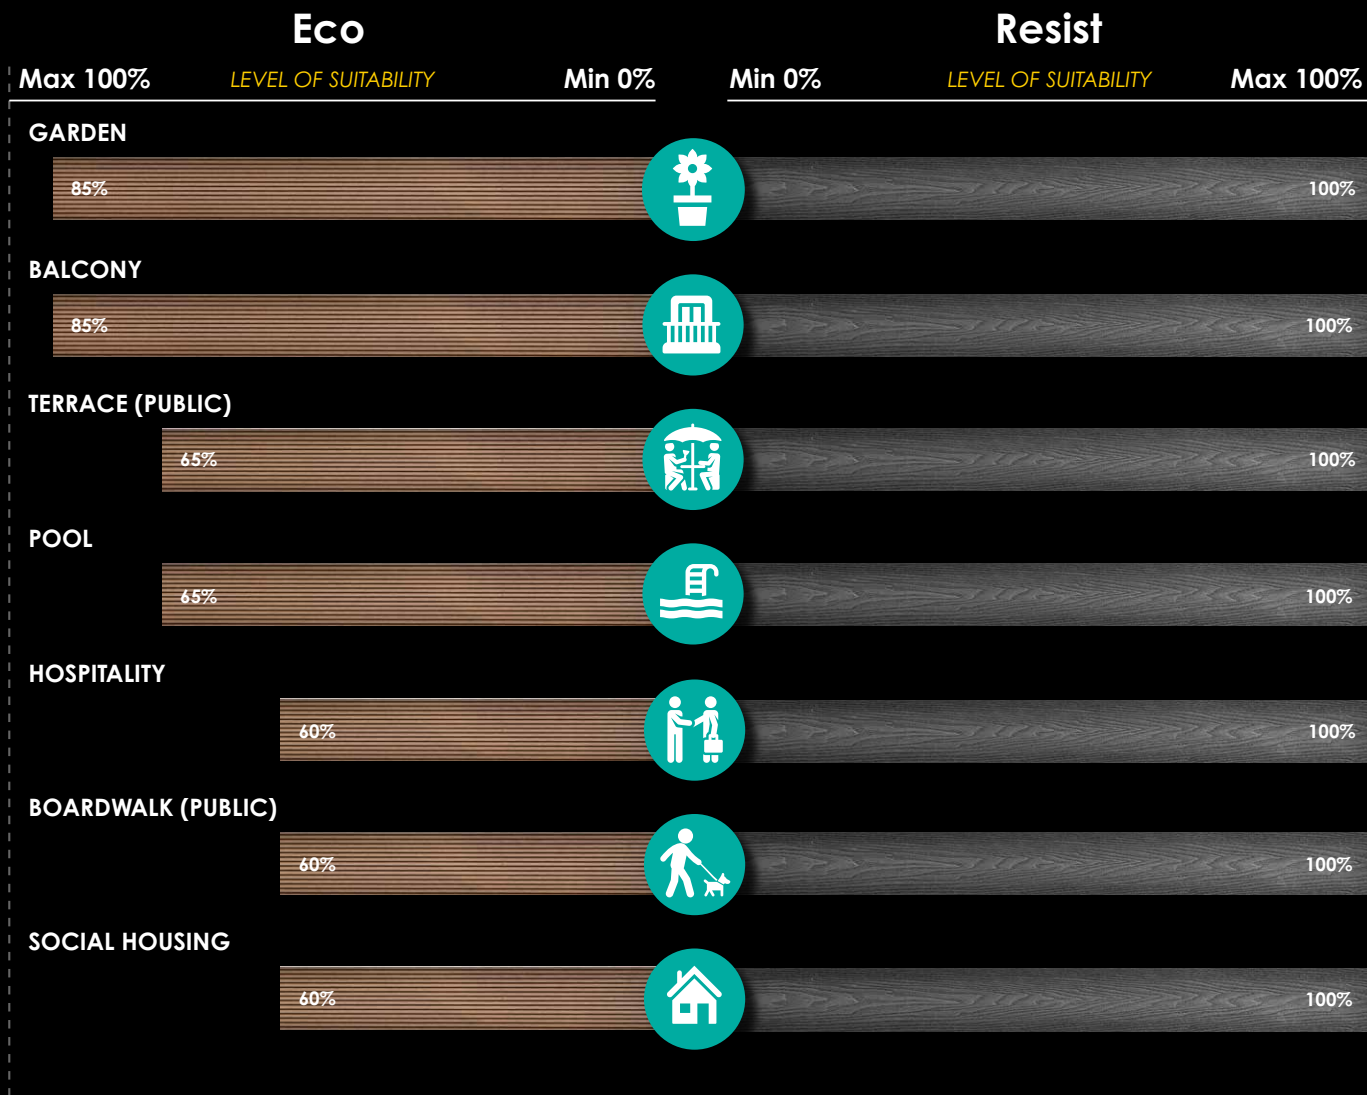 Eco
Resist
Max 100% LEVEL OF SUITABILITY Min 0%
Min 0% LEVEL OF SUITABILITY Max 100%
GARDEN
85%
100%
BALCONY
85%
100%
TERRACE (PUBLIC)
65%
100%
POOL
65%
100%
HOSPITALITY
60%
100%
BOARDWALK (PUBLIC)
60%
100%
SOCIAL HOUSING
60%
100%